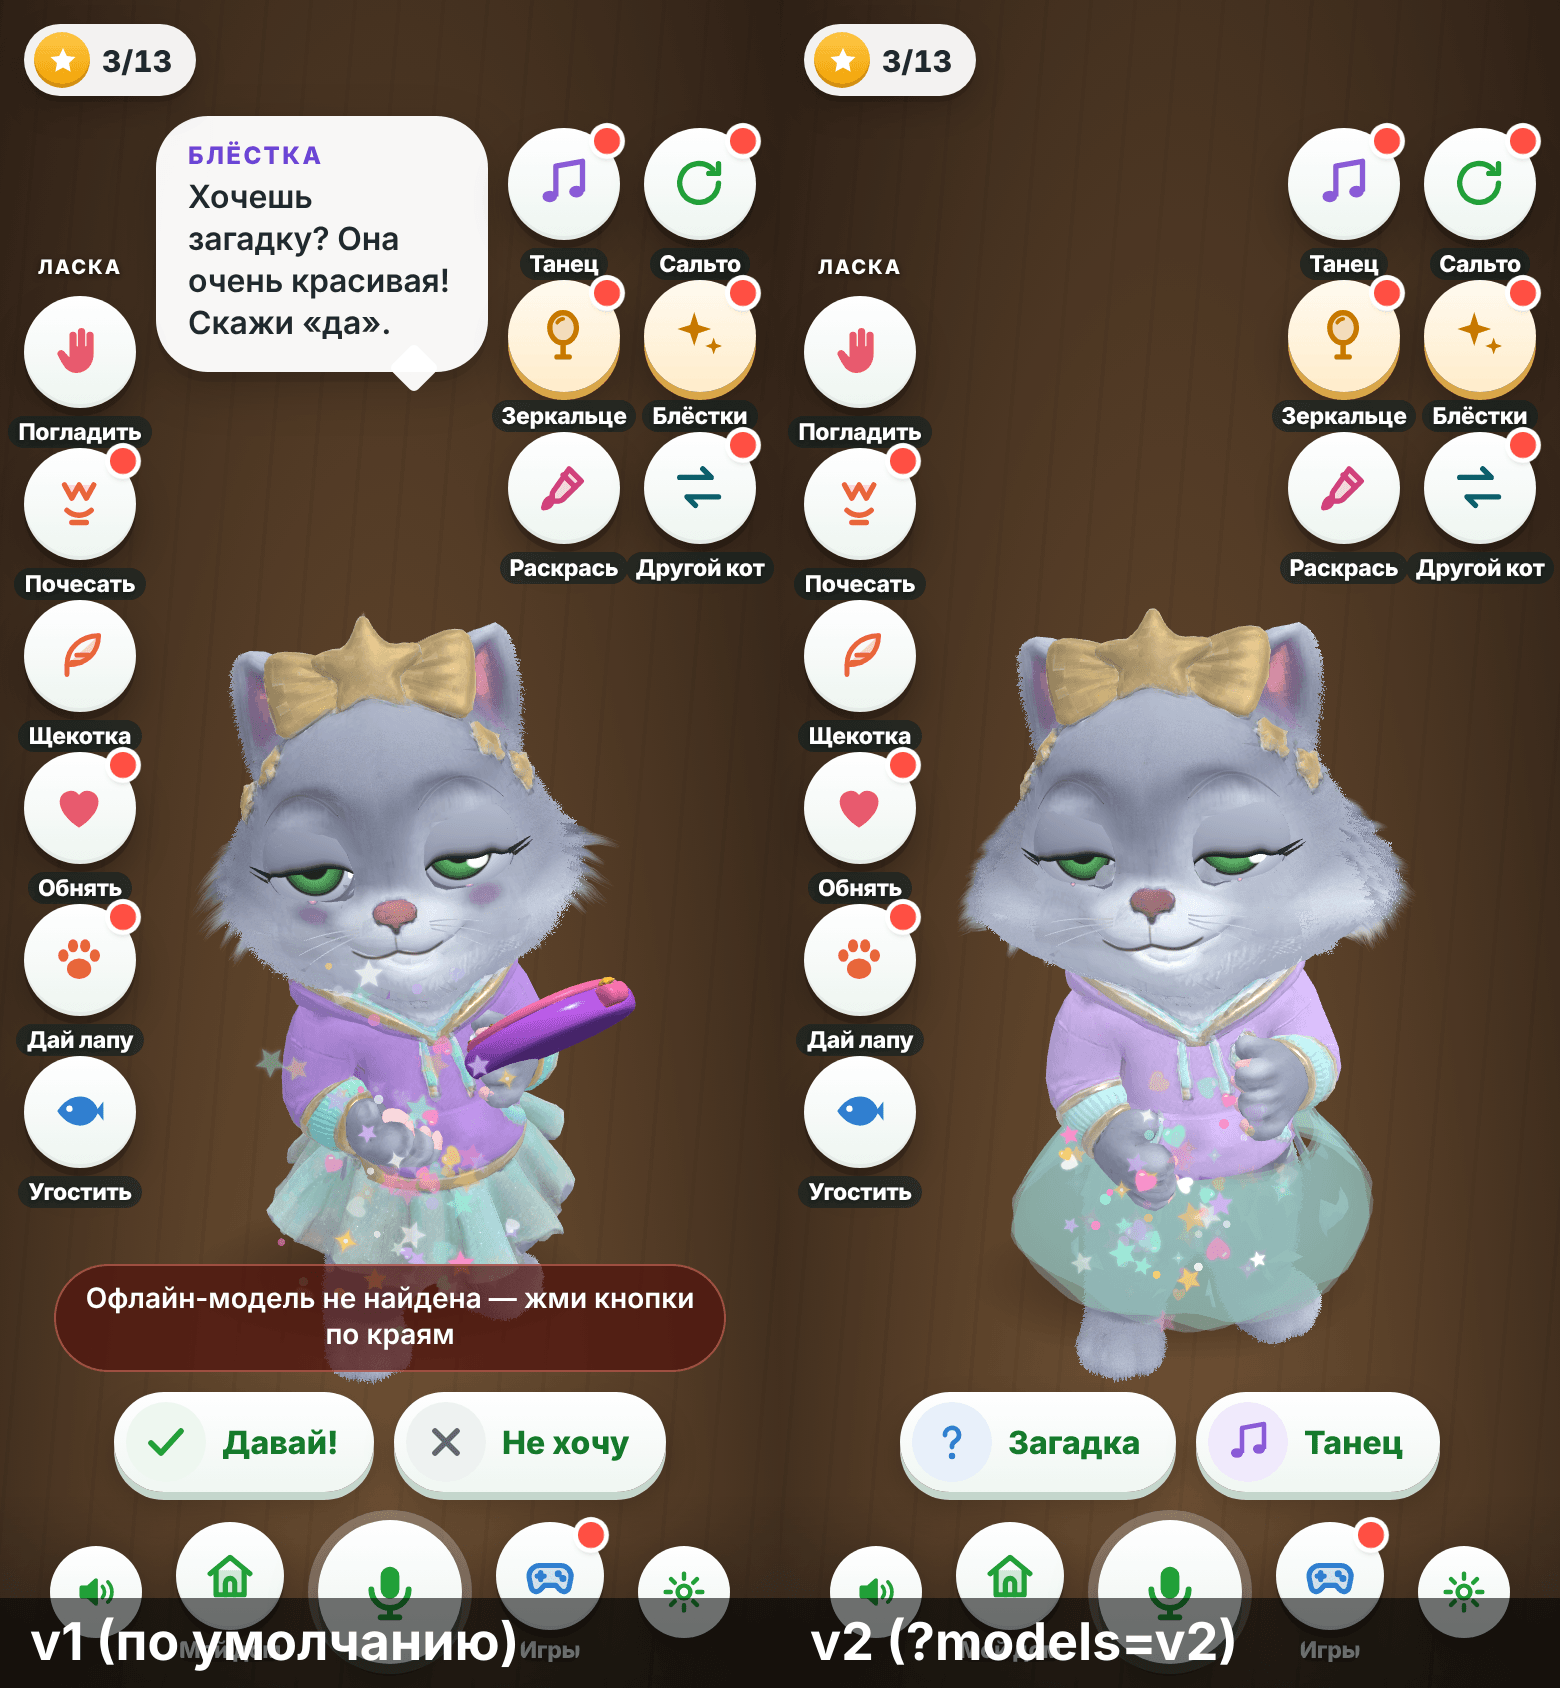 3/13
БЛЁСТКА
Хочешь
загадку? Она
очень красивая!
Скажи «да».
ЛАСКА
Погладить
Почесать
Щекотка
Обнять
Дай лапу
Угостить
Танец
Сальто
Зеркальце
Блёстки
Раскрась
Другой кот
Офлайн-модель не найдена — жми кнопки
по краям
Давай!
Не хочу
Игры
v1 (по умолчанию)
3/13
ЛАСКА
Погладить
Почесать
Щекотка
Обнять
Дай лапу
Угостить
Танец
Сальто
Зеркальце
Блёстки
Раскрась
Другой кот
Загадка
Танец
Игры
v2 (?models=v2)